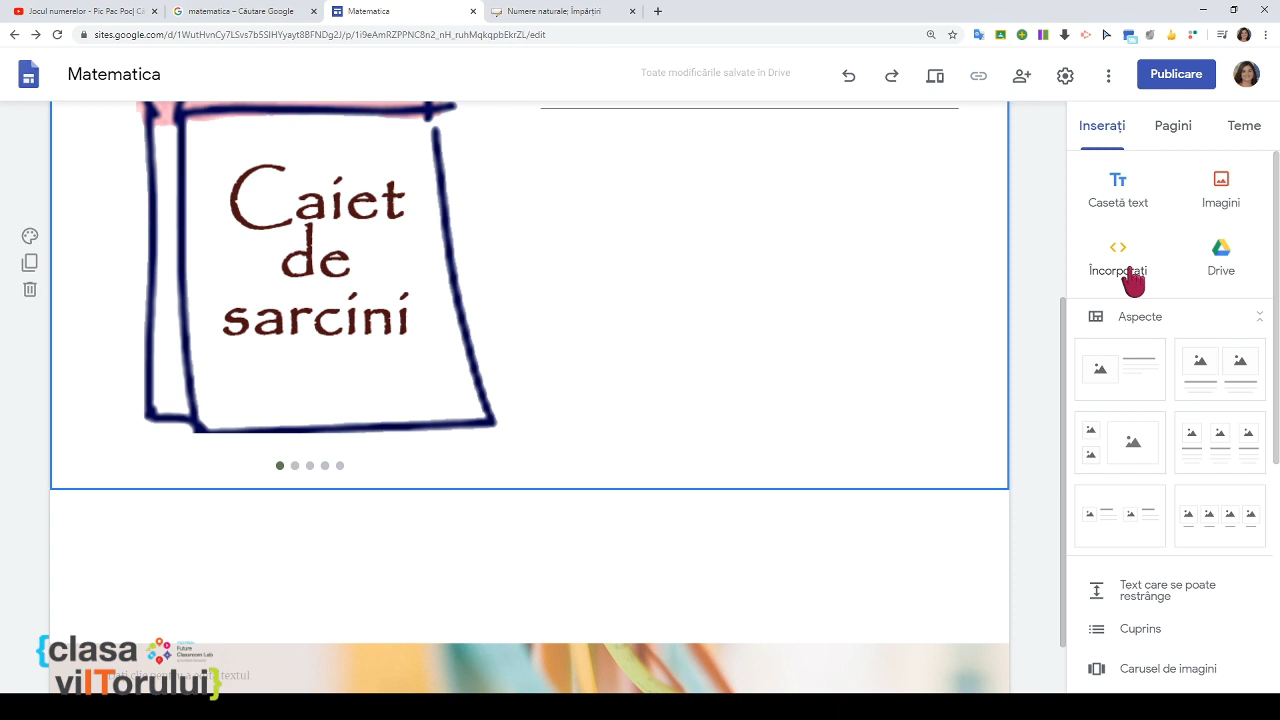 Jocul numerelor - Pic Pac Poc| Că
matematica – Căutare Google
Matematica
Numere naturale; Împărțiri
sites.google.com/d/1WutHvnCy7LSvs7b5SIHYyayt8BFNDg2J/p/1i9eAmRZPPNC8n2_nH_ruhMqkqpbEkrZL/edit
Matematica
Toate modificările salvate în Drive
Publicare
Inserați
Pagini
Teme
Casetă text
Imagini
Încorporați
Drive
Aspecte
Text care se poate
restrânge
Cuprins
Carusel de imagini
Caiet
de
sarcini
{clasa
viitorului}
Future
Classroom Lab